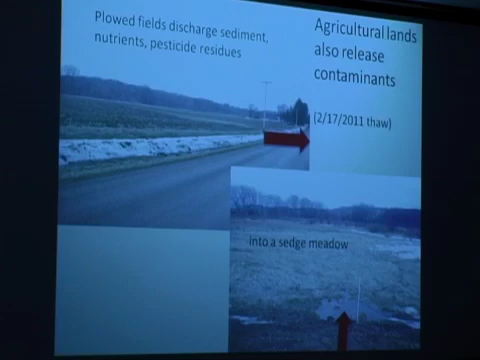 Plowed fields discharge sediment,
nutrients, pesticide residues
Agricultural lands
also release
contaminants
(2/17/2011 thaw)
into a sedge meadow